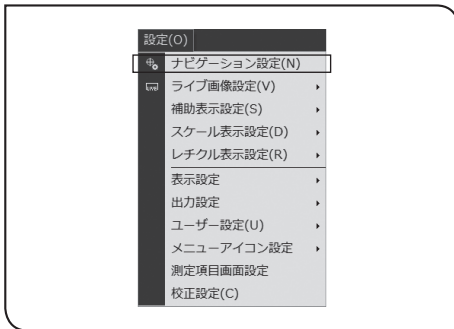 設定(O)
ナビゲーション設定(N)
LIVE ライブ画像設定(V)
補助表示設定(S)
スケール表示設定(D)
レチクル表示設定(R)
表示設定
出力設定
ユーザー設定(U)
メニューアイコン設定
測定項目画面設定
校正設定(C)